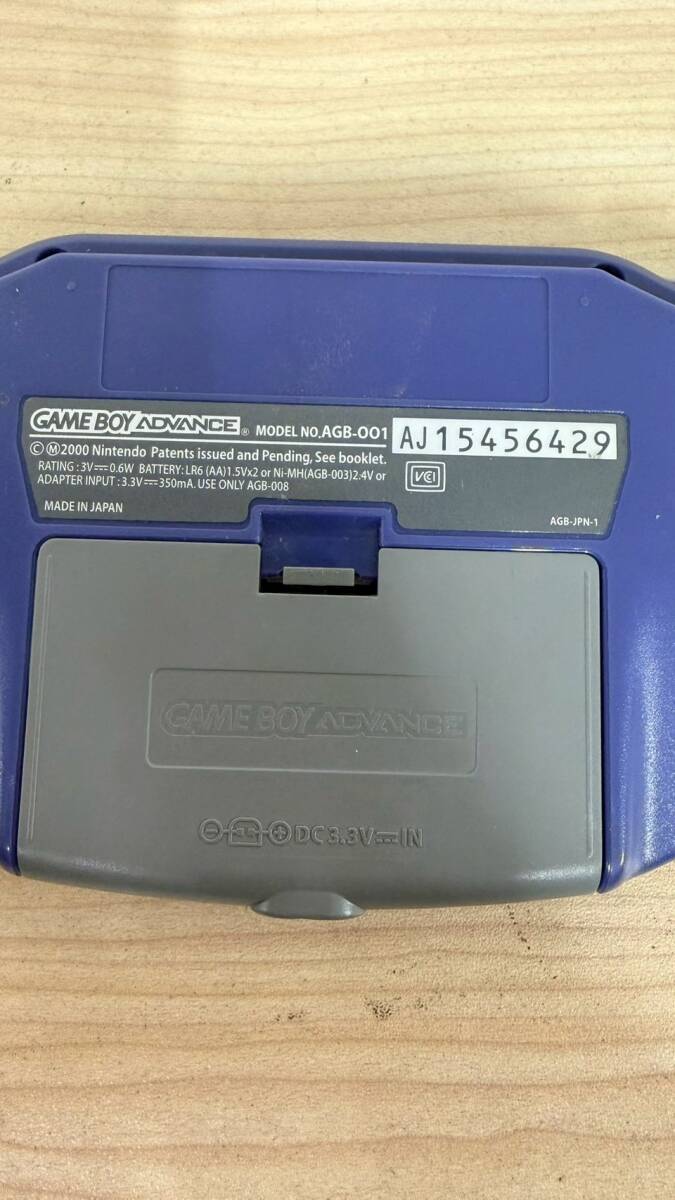 GAME BOY ADVANCE® MODEL NO.AGB-001 AJ15456429
©Ⓜ2000 Nintendo Patents issued and Pending, See booklet.
RATING : 3V⎓0.6W BATTERY:LR6 (AA)1.5Vx2 or Ni-MH(AGB-003)2.4V or
ADAPTER INPUT : 3.3V⎓350mA. USE ONLY AGB-008
VCI
MADE IN JAPAN AGB-JPN-1
GAME BOY ADVANCE
DC3.3V⎓IN